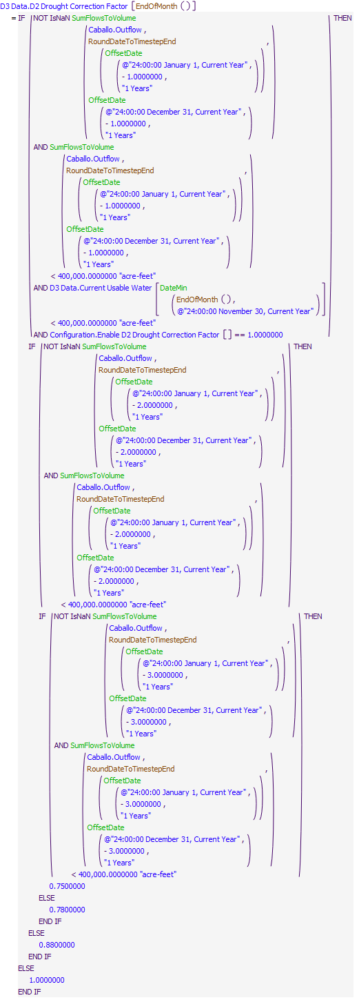 D3 Data.D2 Drought Correction Factor [EndOfMonth ()]
= IF (NOT IsNaN SumFlowsToVolume THEN
(Caballo.Outflow ,
RoundDateToTimestepEnd ,
(OffsetDate
(@"24:00:00 January 1, Current Year" ,
- 1.0000000 ,
"1 Years"
OffsetDate
(@"24:00:00 December 31, Current Year" ,
- 1.0000000 ,
"1 Years"
AND SumFlowsToVolume
(Caballo.Outflow ,
RoundDateToTimestepEnd ,
(OffsetDate
(@"24:00:00 January 1, Current Year" ,
- 1.0000000 ,
"1 Years"
OffsetDate
(@"24:00:00 December 31, Current Year" ,
- 1.0000000 ,
"1 Years"
< 400,000.0000000 "acre-feet"
AND D3 Data.Current Usable Water [DateMin
(EndOfMonth () ,
@"24:00:00 November 30, Current Year")]
< 400,000.0000000 "acre-feet"
AND Configuration.Enable D2 Drought Correction Factor [] == 1.0000000
IF (NOT IsNaN SumFlowsToVolume THEN
(Caballo.Outflow ,
RoundDateToTimestepEnd ,
(OffsetDate
(@"24:00:00 January 1, Current Year" ,
- 2.0000000 ,
"1 Years"
OffsetDate
(@"24:00:00 December 31, Current Year" ,
- 2.0000000 ,
"1 Years"
AND SumFlowsToVolume
(Caballo.Outflow ,
RoundDateToTimestepEnd ,
(OffsetDate
(@"24:00:00 January 1, Current Year" ,
- 2.0000000 ,
"1 Years"
OffsetDate
(@"24:00:00 December 31, Current Year" ,
- 2.0000000 ,
"1 Years"
< 400,000.0000000 "acre-feet"
IF (NOT IsNaN SumFlowsToVolume THEN
(Caballo.Outflow ,
RoundDateToTimestepEnd ,
(OffsetDate
(@"24:00:00 January 1, Current Year" ,
- 3.0000000 ,
"1 Years"
OffsetDate
(@"24:00:00 December 31, Current Year" ,
- 3.0000000 ,
"1 Years"
AND SumFlowsToVolume
(Caballo.Outflow ,
RoundDateToTimestepEnd ,
(OffsetDate
(@"24:00:00 January 1, Current Year" ,
- 3.0000000 ,
"1 Years"
OffsetDate
(@"24:00:00 December 31, Current Year" ,
- 3.0000000 ,
"1 Years"
< 400,000.0000000 "acre-feet"
0.7500000
ELSE
0.7800000
END IF
ELSE
0.8800000
END IF
ELSE
1.0000000
END IF